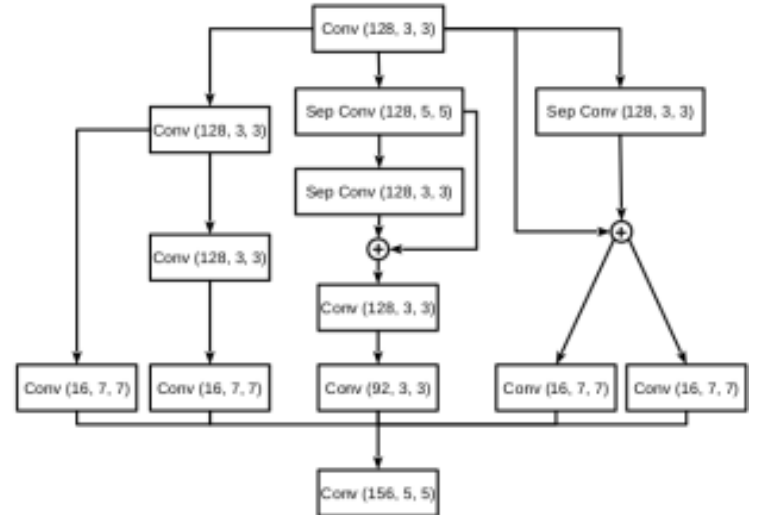 Conv (128, 3, 3)
Conv (128, 3, 3)
Sep Conv (128, 5, 5)
Sep Conv (128, 3, 3)
Sep Conv (128, 3, 3)
Conv (128, 3, 3)
Conv (128, 3, 3)
Conv (16, 7, 7)
Conv (16, 7, 7)
Conv (92, 3, 3)
Conv (16, 7, 7)
Conv (16, 7, 7)
Conv (156, 5, 5)